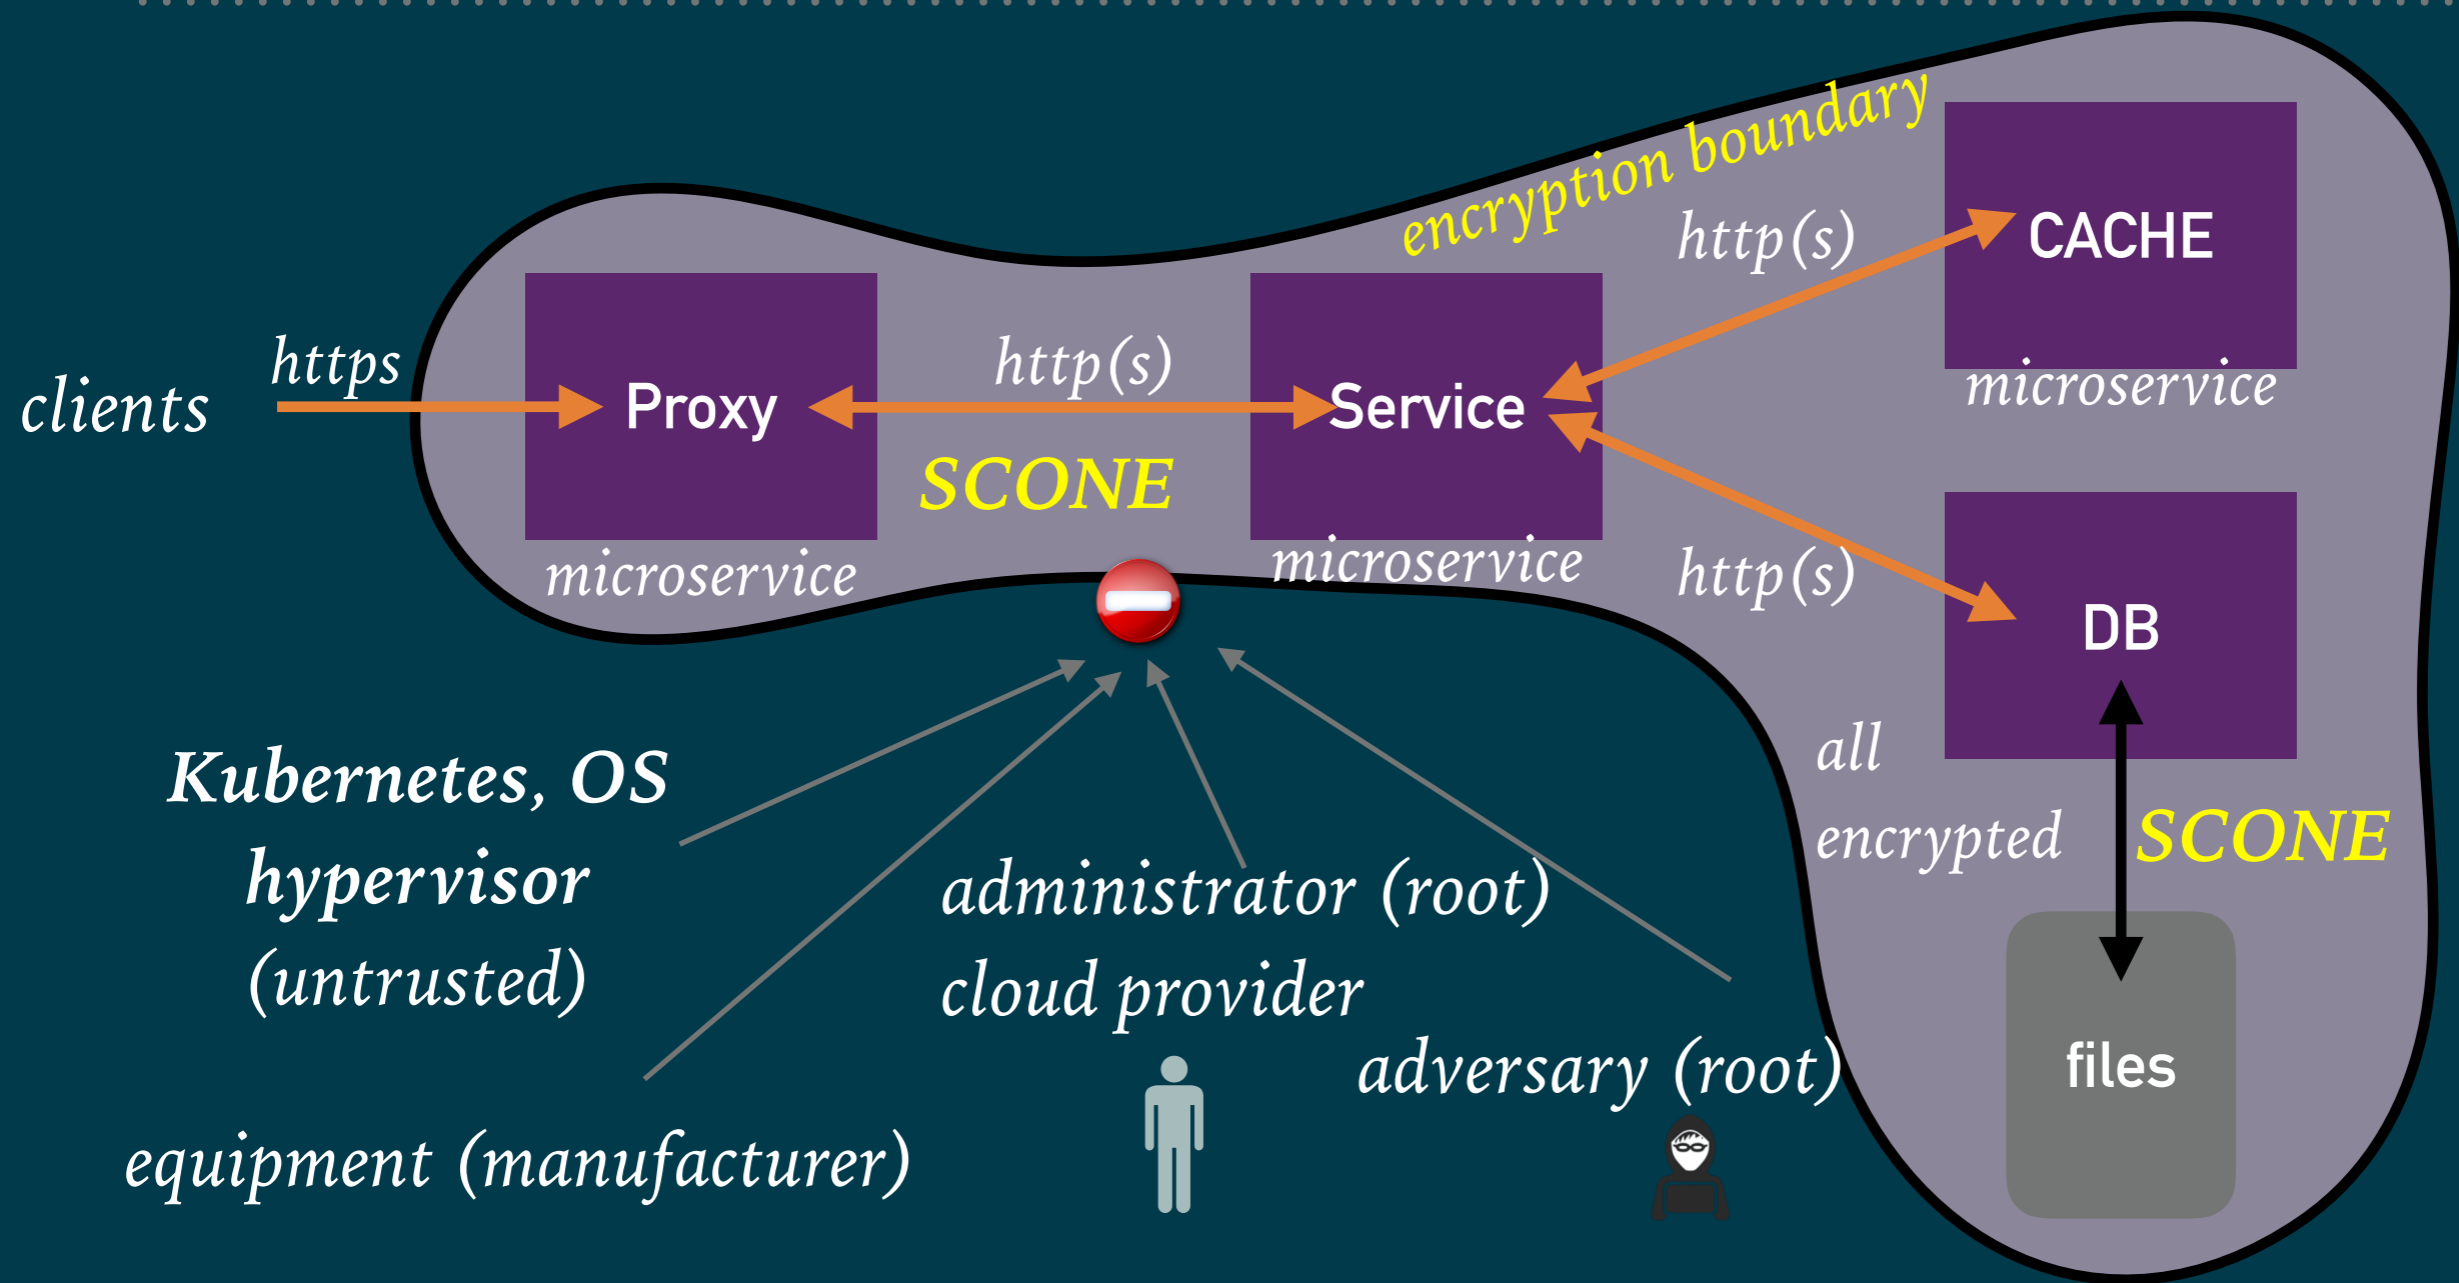 encryption boundary
http(s)
CACHE
microservice
clients
https
Proxy
http(s)
Service
SCONE
microservice
microservice
http(s)
DB
all
encrypted
SCONE
files
Kubernetes, OS
hypervisor
(untrusted)
administrator (root)
cloud provider
adversary (root)
equipment (manufacturer)